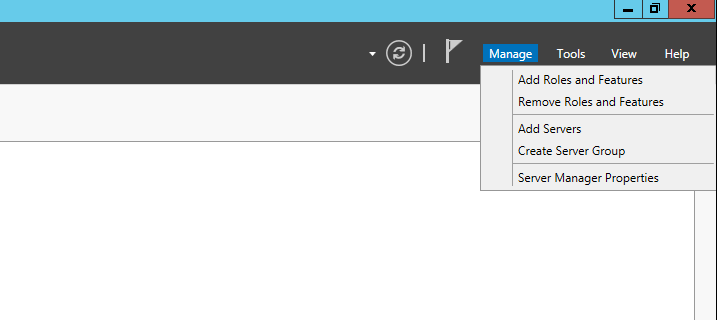 Manage Tools View Help
Add Roles and Features
Remove Roles and Features
Add Servers
Create Server Group
Server Manager Properties